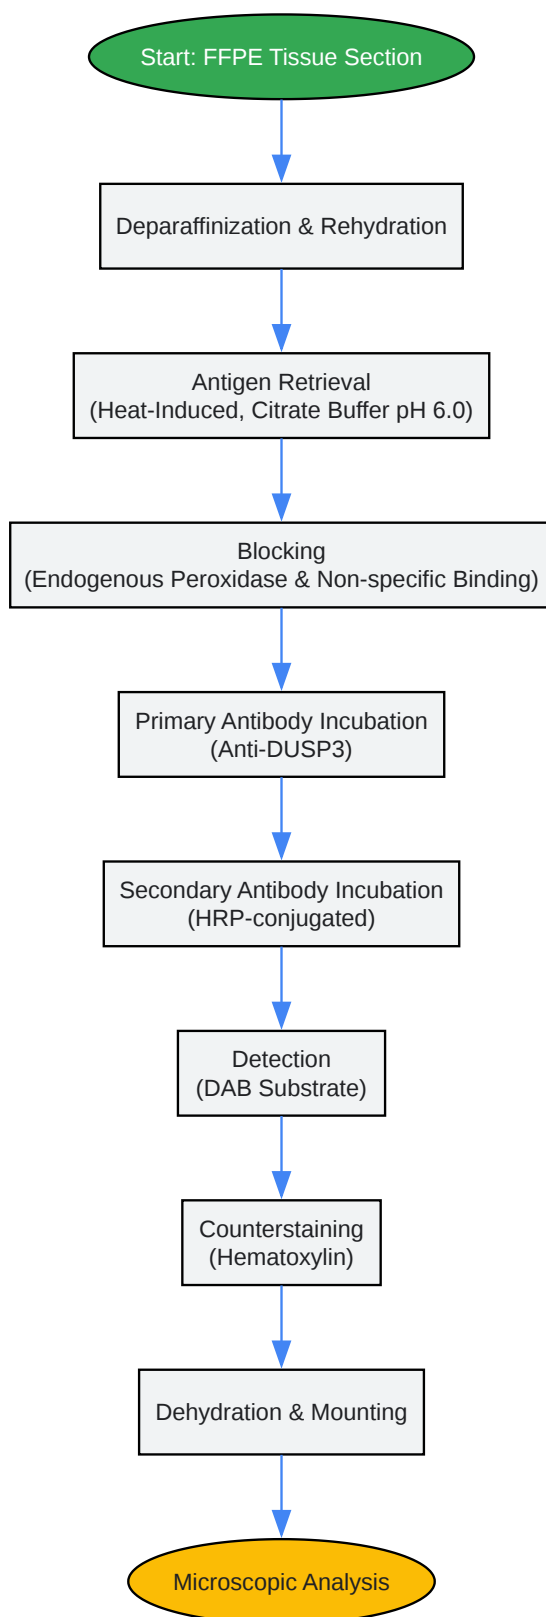 Start: FFPE Tissue Section
Deparaffinization & Rehydration
Antigen Retrieval
(Heat-Induced, Citrate Buffer pH 6.0)
Blocking
(Endogenous Peroxidase & Non-specific Binding)
Primary Antibody Incubation
(Anti-DUSP3)
Secondary Antibody Incubation
(HRP-conjugated)
Detection
(DAB Substrate)
Counterstaining
(Hematoxylin)
Dehydration & Mounting
Microscopic Analysis